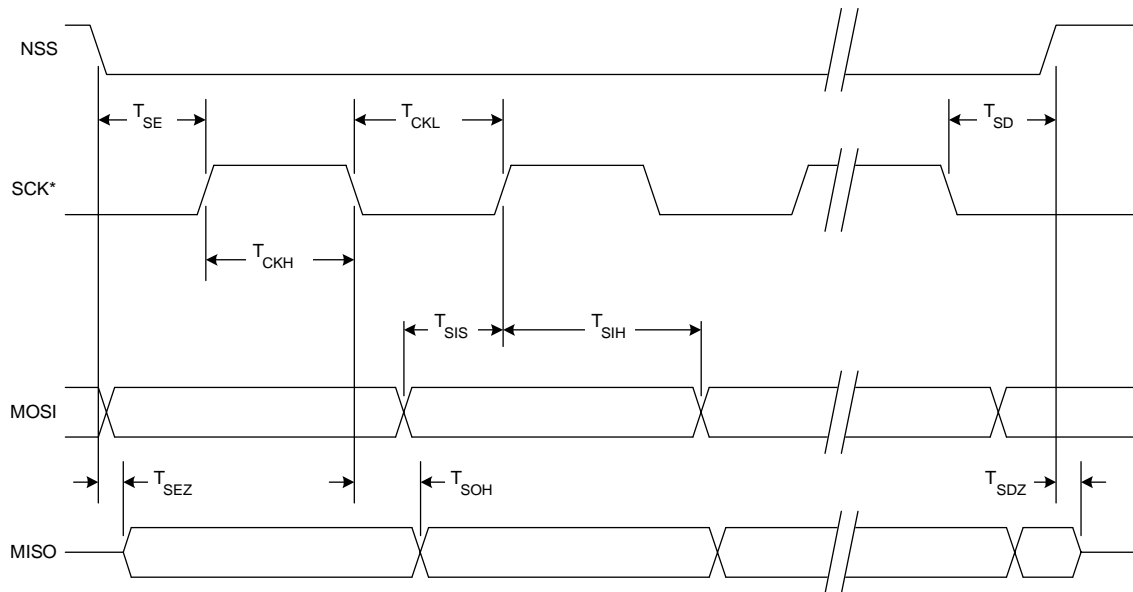 NSS
T_SE
T_CKL
T_SD
SCK*
T_CKH
T_SIS
T_SIH
MOSI
T_SEZ
T_SOH
T_SDZ
MISO